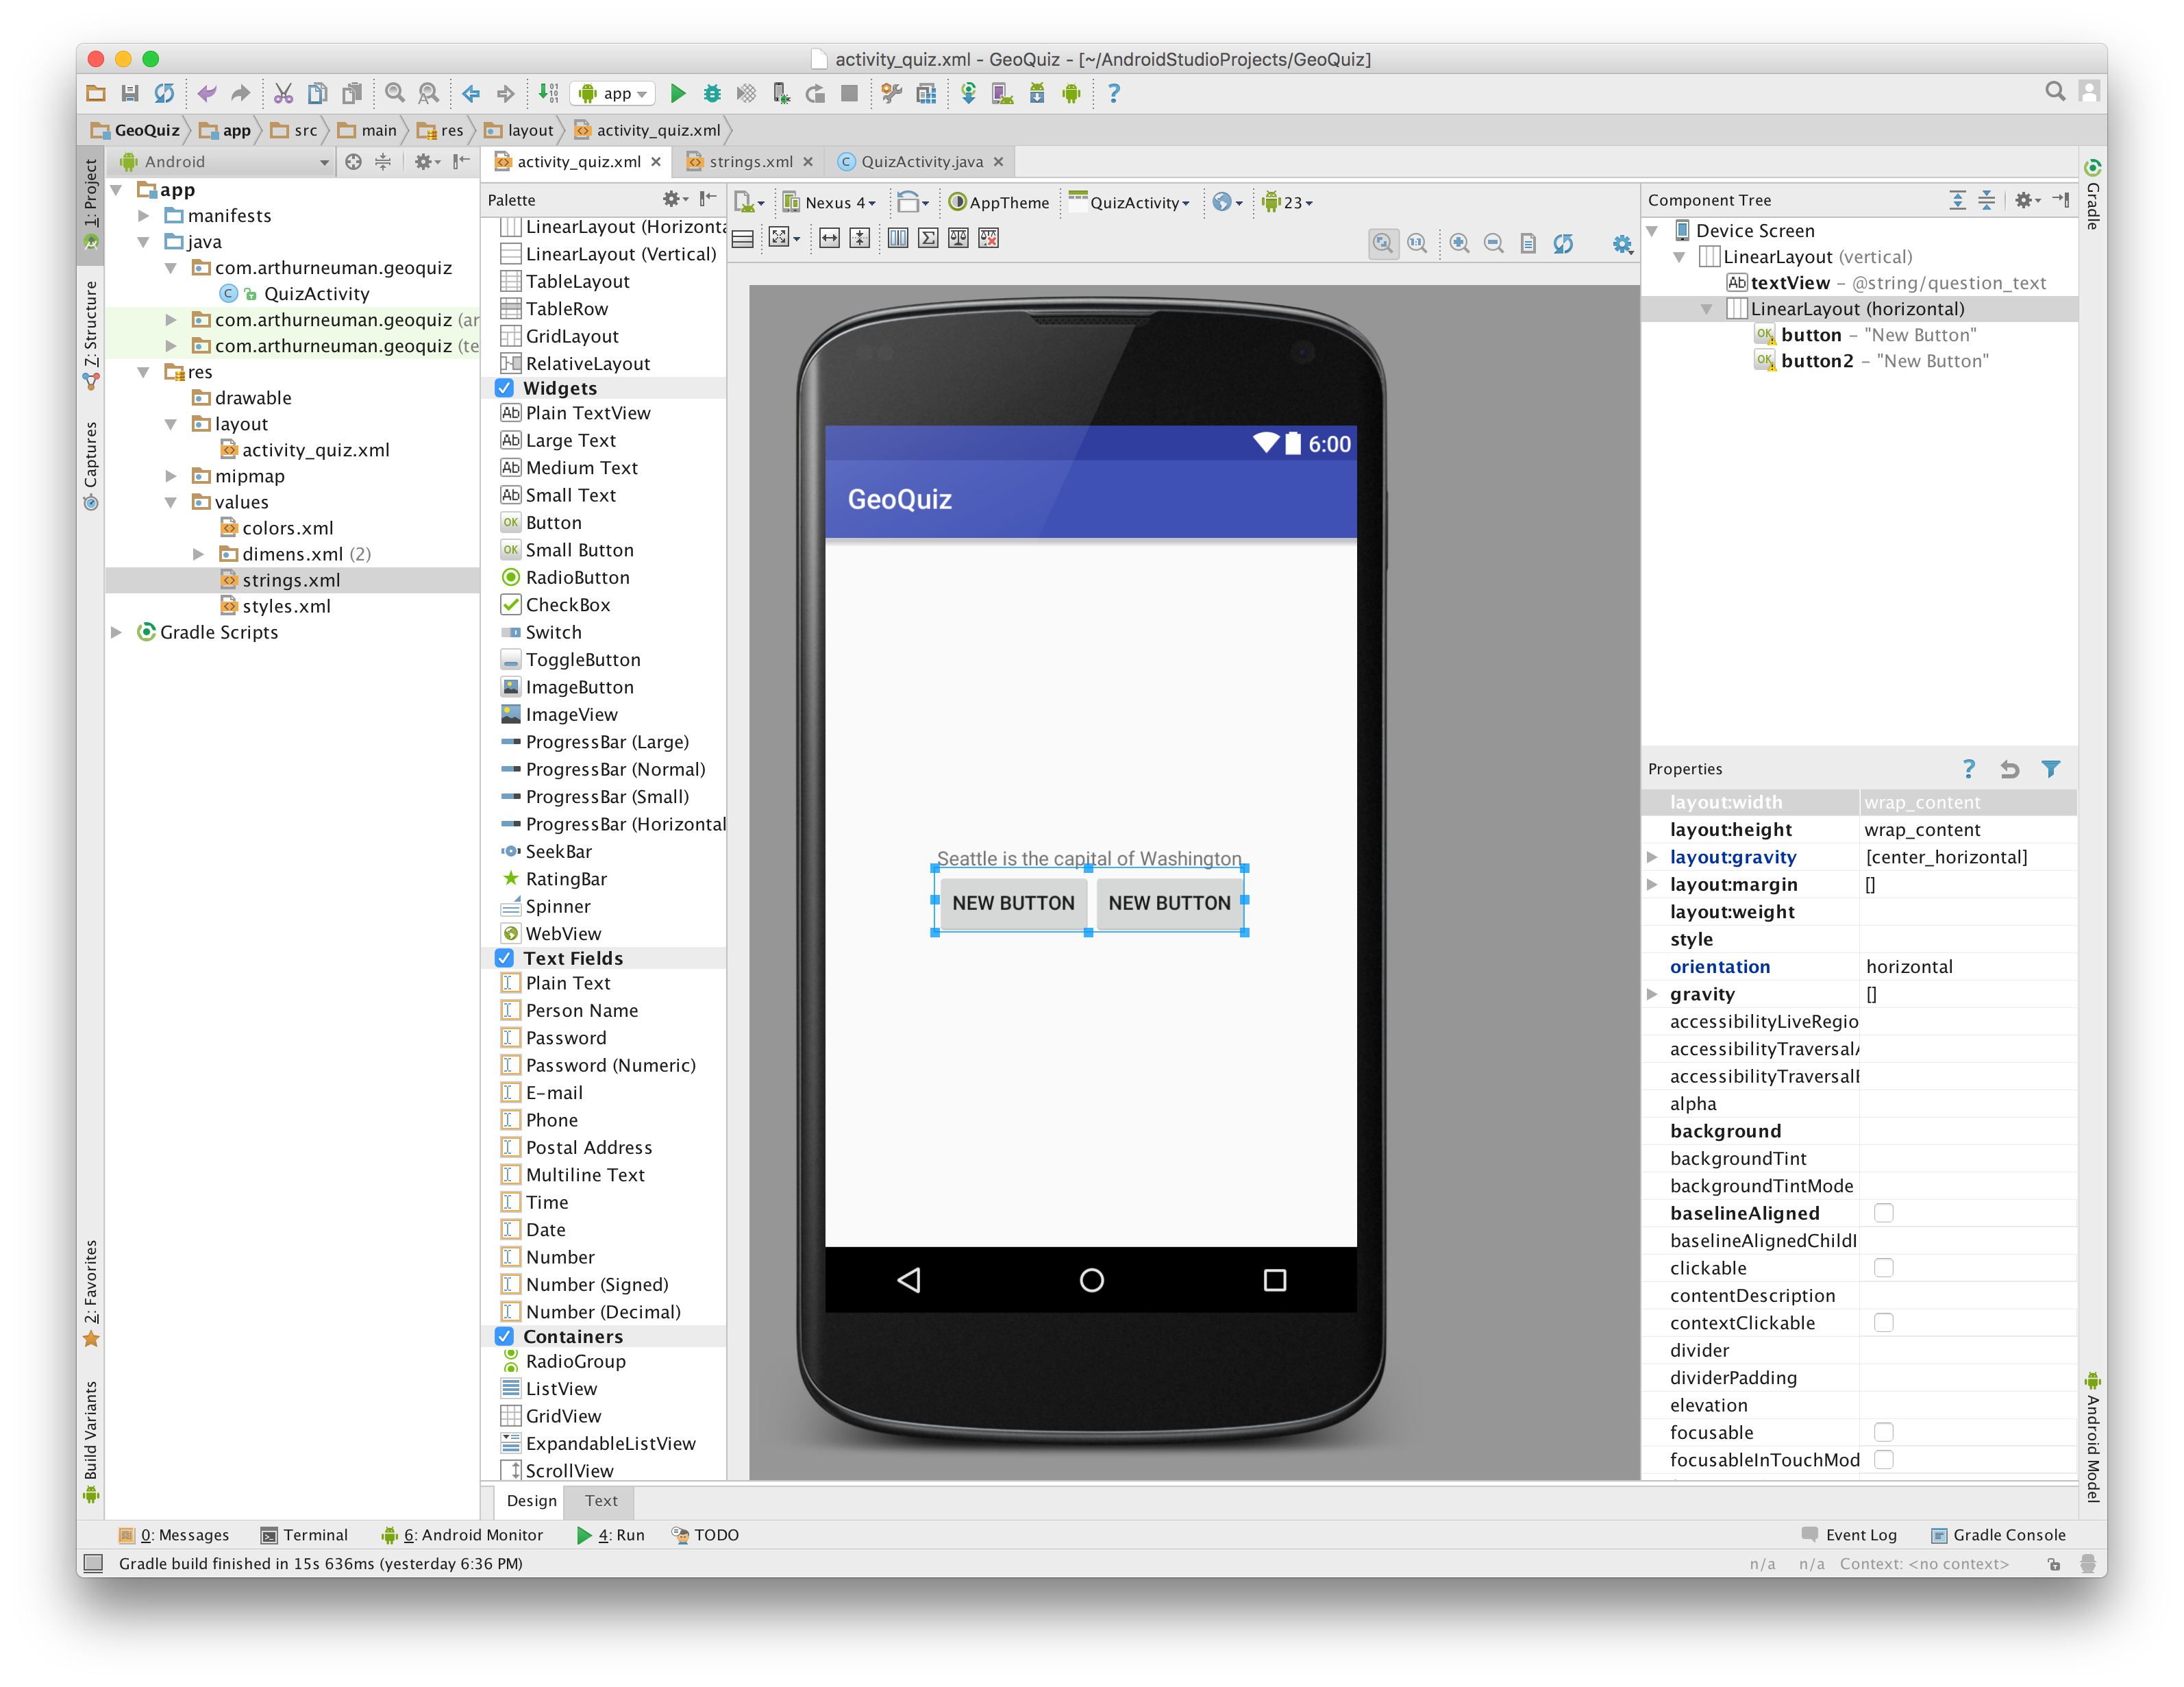 activity_quiz.xml - GeoQuiz - [~/AndroidStudioProjects/GeoQuiz]
app
GeoQuiz app src main res layout activity_quiz.xml
1: Project
7: Structure
Captures
2: Favorites
Build Variants
Android
app
manifests
java
com.arthurneuman.geoquiz
QuizActivity
com.arthurneuman.geoquiz (ar
com.arthurneuman.geoquiz (te
res
drawable
layout
activity_quiz.xml
mipmap
values
colors.xml
dimens.xml (2)
strings.xml
styles.xml
Gradle Scripts
activity_quiz.xml strings.xml QuizActivity.java
Palette
LinearLayout (Horizonta
LinearLayout (Vertical)
TableLayout
TableRow
GridLayout
RelativeLayout
Widgets
Plain TextView
Large Text
Medium Text
Small Text
Button
Small Button
RadioButton
CheckBox
Switch
ToggleButton
ImageButton
ImageView
ProgressBar (Large)
ProgressBar (Normal)
ProgressBar (Small)
ProgressBar (Horizontal
SeekBar
RatingBar
Spinner
WebView
Text Fields
Plain Text
Person Name
Password
Password (Numeric)
E-mail
Phone
Postal Address
Multiline Text
Time
Date
Number
Number (Signed)
Number (Decimal)
Containers
RadioGroup
ListView
GridView
ExpandableListView
ScrollView
Nexus 4 AppTheme QuizActivity 23
6:00
GeoQuiz
Seattle is the capital of Washington
NEW BUTTON NEW BUTTON
Design Text
Component Tree
Device Screen
LinearLayout (vertical)
Ab textView – @string/question_text
LinearLayout (horizontal)
OK button – "New Button"
OK button2 – "New Button"
Properties
layout:width wrap_content
layout:height wrap_content
layout:gravity [center_horizontal]
layout:margin []
layout:weight
style
orientation horizontal
gravity []
accessibilityLiveRegio
accessibilityTraversalA
accessibilityTraversalB
alpha
background
backgroundTint
backgroundTintMode
baselineAligned
baselineAlignedChildI
clickable
contentDescription
contextClickable
divider
dividerPadding
elevation
focusable
focusableInTouchMod
Gradle
Android Model
0: Messages Terminal 6: Android Monitor 4: Run TODO Event Log Gradle Console
Gradle build finished in 15s 636ms (yesterday 6:36 PM) n/a n/a Context: <no context>